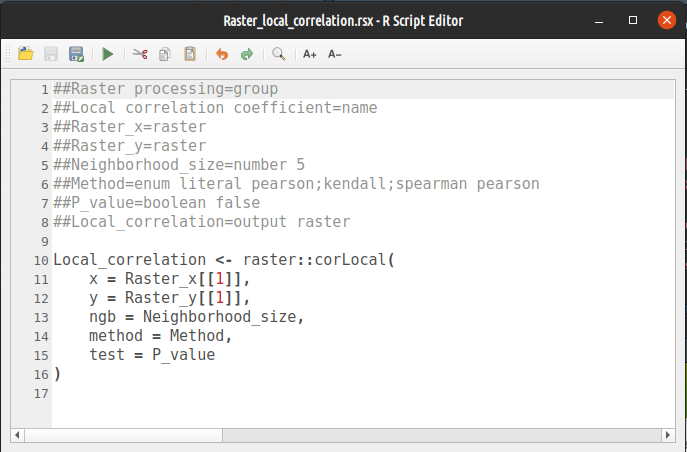 Raster_local_correlation.rsx - R Script Editor
A+ A−
1 ##Raster processing=group
2 ##Local correlation coefficient=name
3 ##Raster_x=raster
4 ##Raster_y=raster
5 ##Neighborhood_size=number 5
6 ##Method=enum literal pearson;kendall;spearman pearson
7 ##P_value=boolean false
8 ##Local_correlation=output raster
9
10 Local_correlation <- raster::corLocal(
11     x = Raster_x[[1]],
12     y = Raster_y[[1]],
13     ngb = Neighborhood_size,
14     method = Method,
15     test = P_value
16 )
17